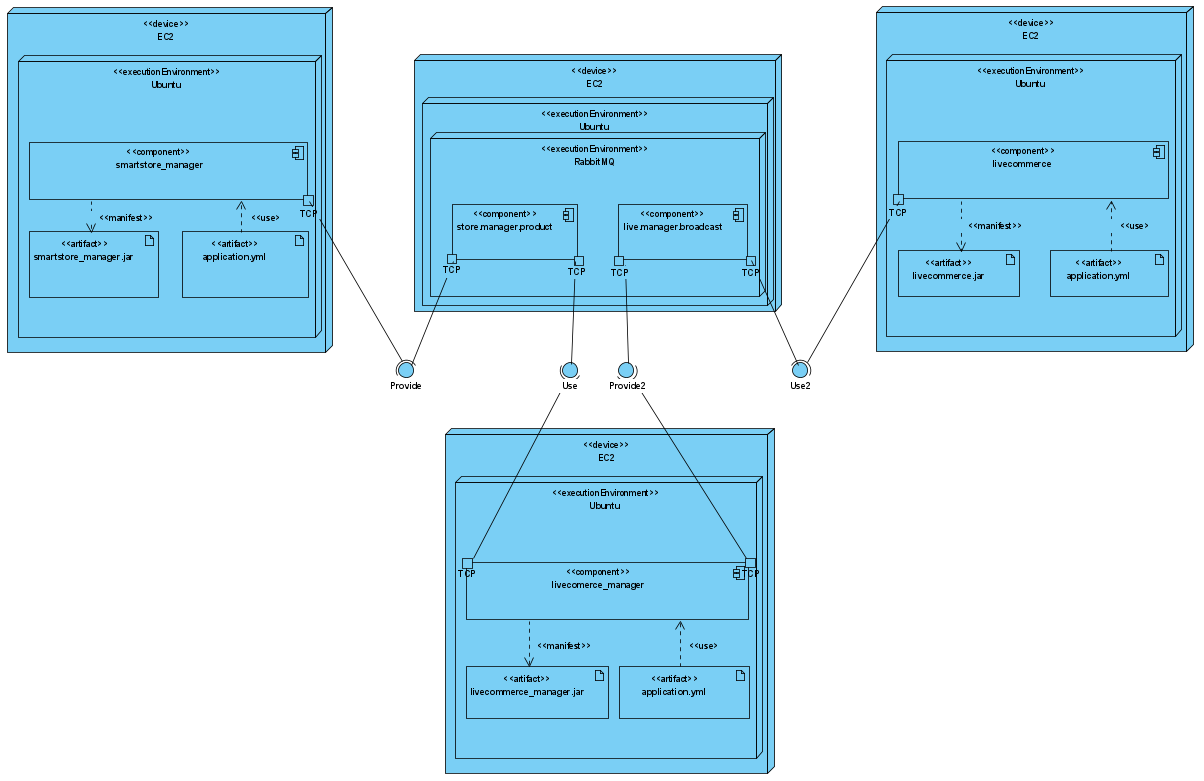 <<device>>
EC2
<<executionEnvironment>>
Ubuntu
<<component>>
smartstore_manager
TCP
<<manifest>>
<<use>
<<artifact>>
smartstore_manager.jar
<<artifact>>
application.yml
<<device>>
EC2
<<executionEnvironment>>
Ubuntu
<<executionEnvironment>>
RabbitMQ
<<component>>
store.manager.product
TCP
TCP
<<component>>
live.manager.broadcast
TCP
TCP
<<device>>
EC2
<<executionEnvironment>>
Ubuntu
<<component>>
livecommerce
TCP
<<manifest>>
<<use>
<<artifact>>
livecommerce.jar
<<artifact>>
application.yml
Provide
Use
Provide2
Use2
<<device>>
EC2
<<executionEnvironment>>
Ubuntu
TCP
<<component>>
livecomerce_manager
TCP
<<manifest>>
<<use>
<<artifact>>
livecommerce_manager.jar
<<artifact>>
application.yml